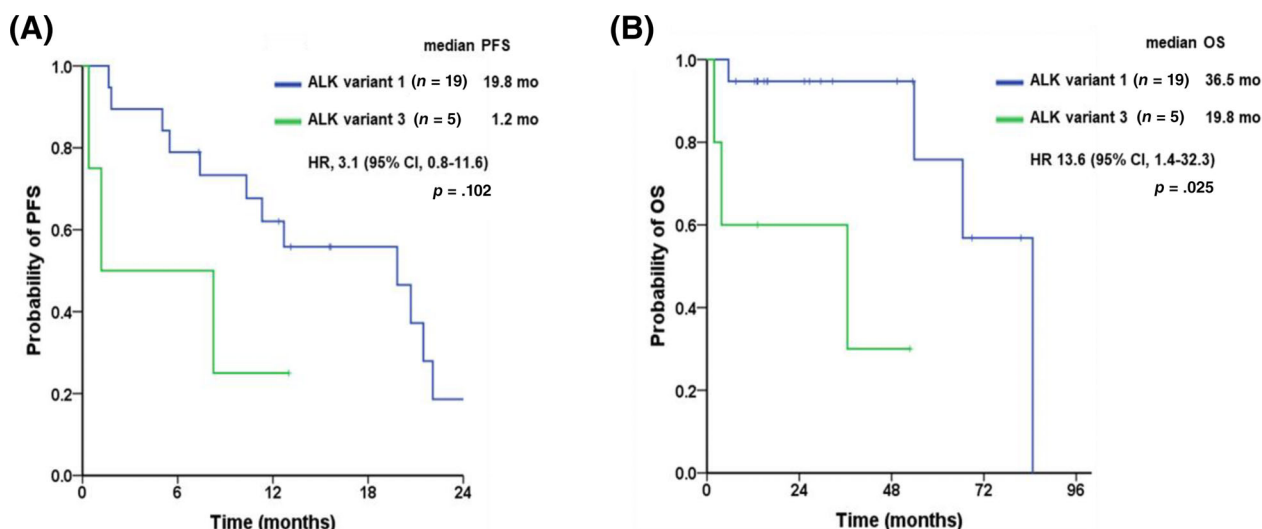 (A)
median PFS
ALK variant 1 (n = 19) 19.8 mo
ALK variant 3 (n = 5) 1.2 mo
HR, 3.1 (95% CI, 0.8-11.6)
p = .102
Probability of PFS
1.0
0.8
0.6
0.4
0.2
0.0
0 6 12 18 24
Time (months)
(B)
median OS
ALK variant 1 (n = 19) 36.5 mo
ALK variant 3 (n = 5) 19.8 mo
HR 13.6 (95% CI, 1.4-32.3)
p = .025
Probability of OS
1.0
0.8
0.6
0.4
0.2
0.0
0 24 48 72 96
Time (months)